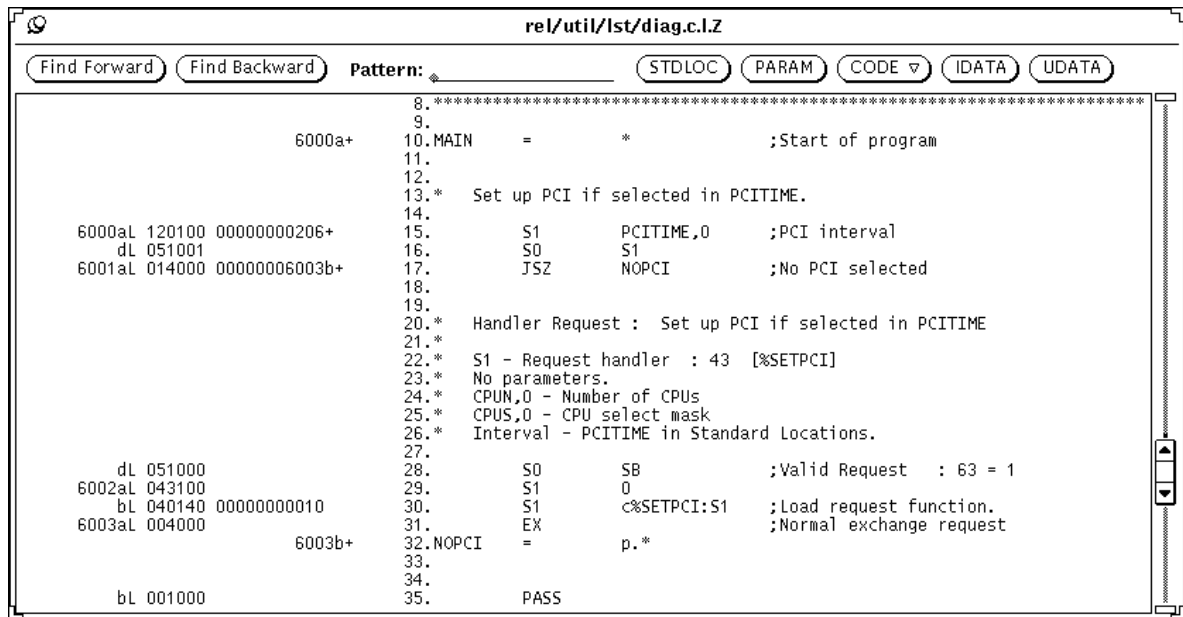 rel/util/lst/diag.c.l.Z
Find Forward Find Backward Pattern: STDLOC PARAM CODE IDATA UDATA
8.***********************************************************************
9.
6000a+ 10.MAIN = * ;Start of program
11.
12.
13.* Set up PCI if selected in PCITIME.
14.
6000aL 120100 00000000206+ 15. S1 PCITIME,0 ;PCI interval
dL 051001 16. S0 S1
6001aL 014000 00000006003b+ 17. JSZ NOPCI ;No PCI selected
18.
19.
20.* Handler Request : Set up PCI if selected in PCITIME
21.*
22.* S1 - Request handler : 43 [%SETPCI]
23.* No parameters.
24.* CPUN,0 - Number of CPUs
25.* CPUS,0 - CPU select mask
26.* Interval - PCITIME in Standard Locations.
27.
dL 051000 28. S0 SB ;Valid Request : 63 = 1
6002aL 043100 29. S1 0
bL 040140 00000000010 30. S1 c%SETPCI:S1 ;Load request function.
6003aL 004000 31. EX ;Normal exchange request
6003b+ 32.NOPCI = p.*
33.
34.
bL 001000 35. PASS